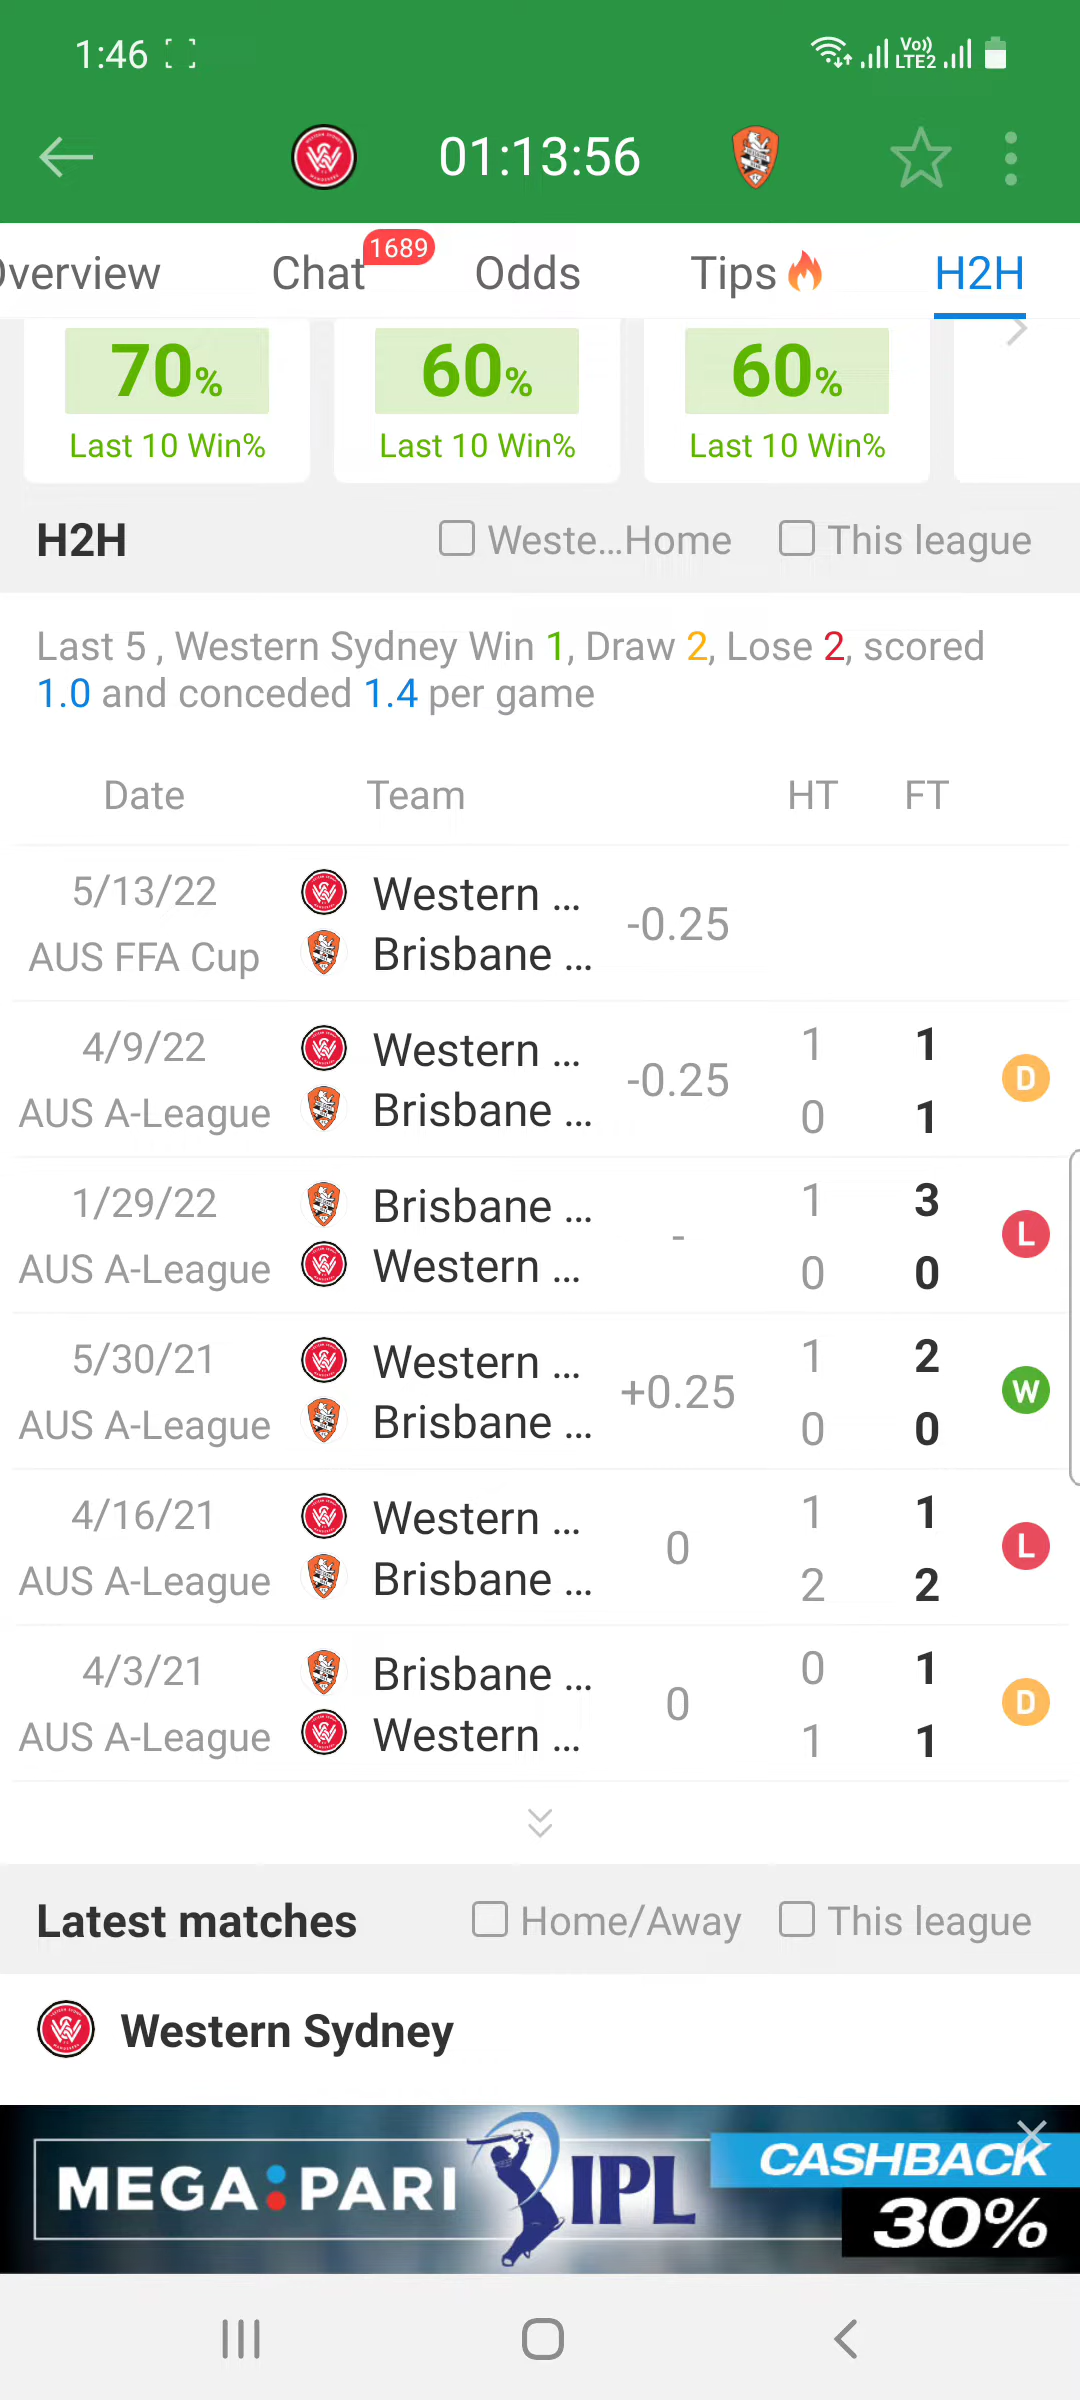 1:46
Vo))
LTE2
01:13:56
Overview Chat 1689 Odds Tips H2H
70% 60% 60%
Last 10 Win% Last 10 Win% Last 10 Win%
H2H Weste...Home This league
Last 5 , Western Sydney Win 1, Draw 2, Lose 2, scored
1.0 and conceded 1.4 per game
Date Team HT FT
5/13/22 Western ...
-0.25
AUS FFA Cup Brisbane ...
4/9/22 Western ... 1 1
-0.25 D
AUS A-League Brisbane ... 0 1
1/29/22 Brisbane ... 1 3
- L
AUS A-League Western ... 0 0
5/30/21 Western ... 1 2
+0.25 W
AUS A-League Brisbane ... 0 0
4/16/21 Western ... 1 1
0 L
AUS A-League Brisbane ... 2 2
4/3/21 Brisbane ... 0 1
0 D
AUS A-League Western ... 1 1
Latest matches Home/Away This league
Western Sydney
MEGA:PARI IPL CASHBACK
30%